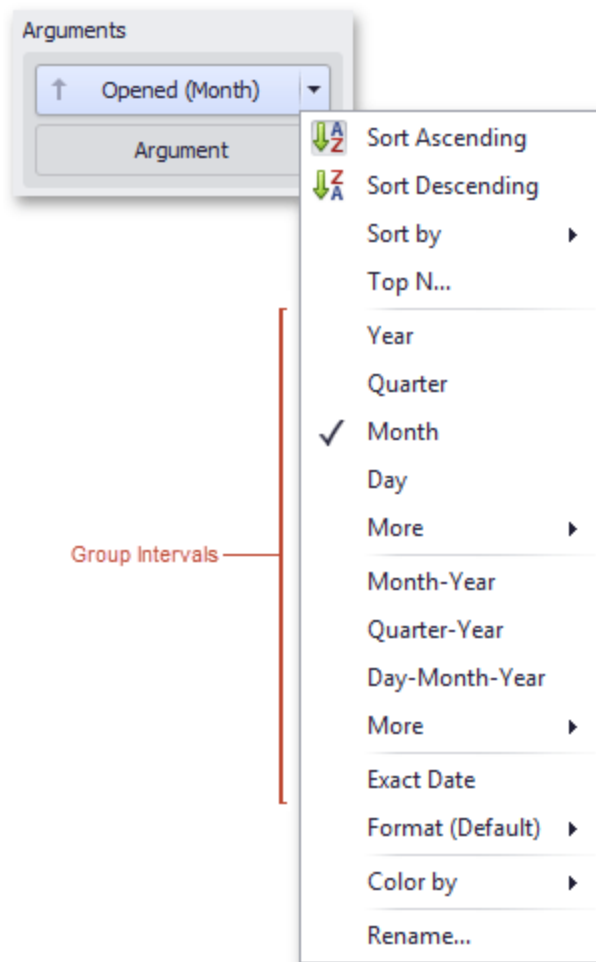 Arguments
Opened (Month)
Argument
Sort Ascending
Sort Descending
Sort by
Top N...
Year
Quarter
Month
Day
More
Group Intervals
Month-Year
Quarter-Year
Day-Month-Year
More
Exact Date
Format (Default)
Color by
Rename...